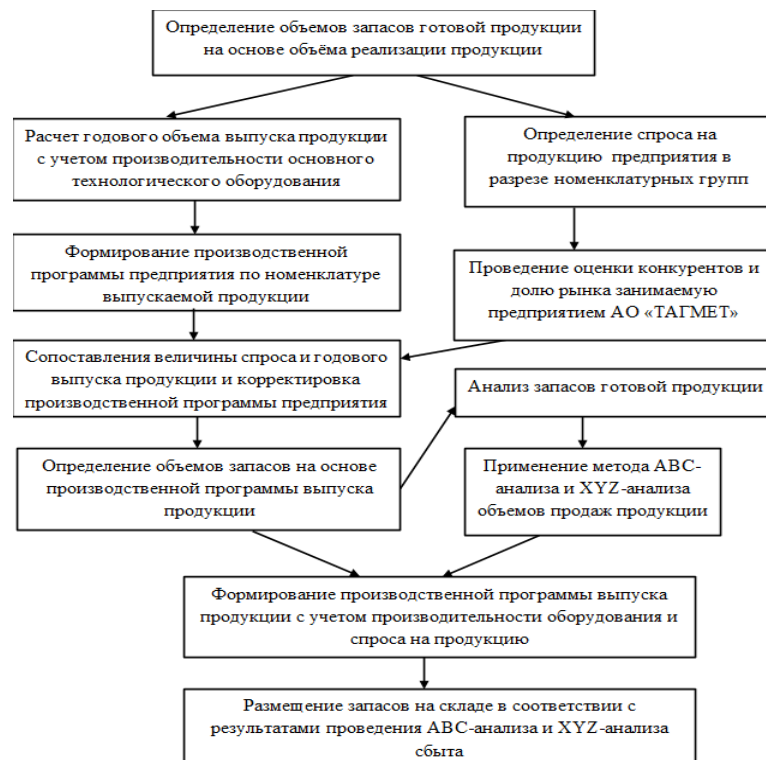 Определение объемов запасов готовой продукции
на основе объёма реализации продукции
Расчет годового объема выпуска продукции
с учетом производительности основного
технологического оборудования
Определение спроса на
продукцию предприятия в
разрезе номенклатурных групп
Формирование производственной
программы предприятия по номенклатуре
выпускаемой продукции
Проведение оценки конкурентов и
долю рынка занимаемую
предприятием АО «ТАГМЕТ»
Сопоставления величины спроса и годового
выпуска продукции и корректировка
производственной программы предприятия
Анализ запасов готовой продукции
Определение объемов запасов на основе
производственной программы выпуска
продукции
Применение метода АВС-
анализа и XYZ-анализа
объемов продаж продукции
Формирование производственной программы выпуска
продукции с учетом производительности оборудования и
спроса на продукцию
Размещение запасов на складе в соответствии с
результатами проведения АВС-анализа и XYZ-анализа
сбыта